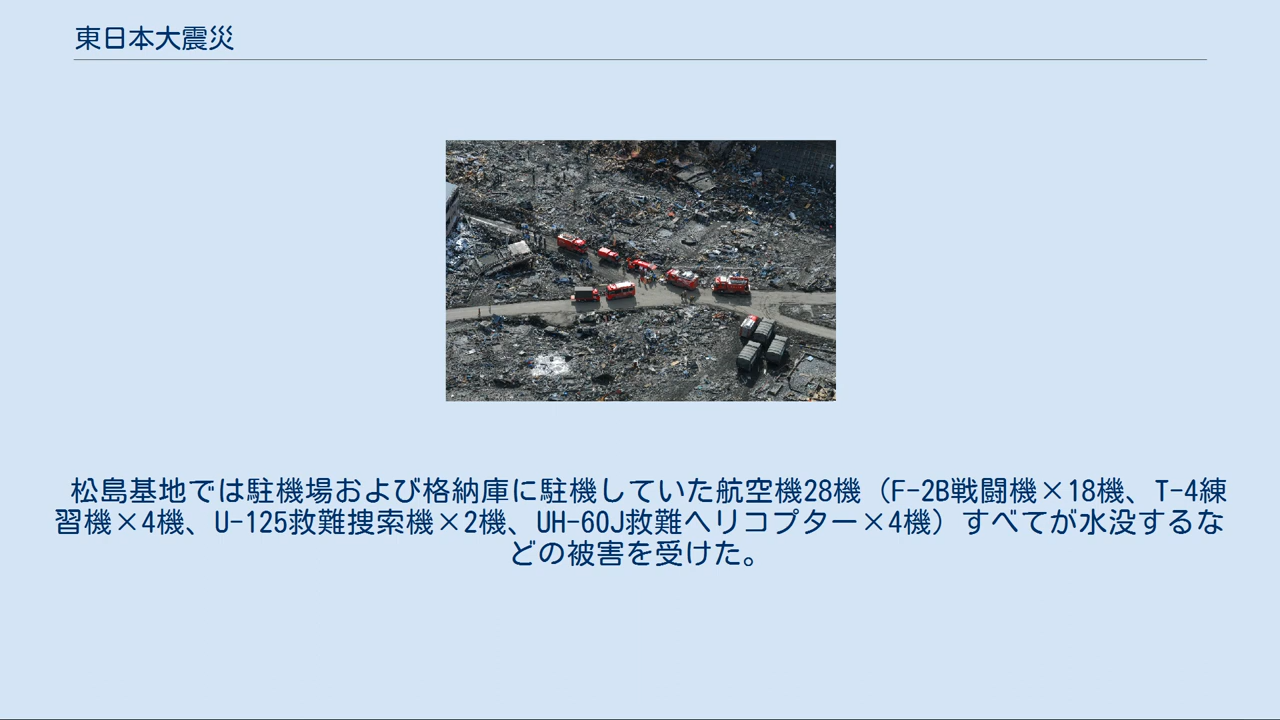 東日本大震災
松島基地では駐機場および格納庫に駐機していた航空機28機（F-2B戦闘機×18機、T-4練
習機×4機、U-125救難捜索機×2機、UH-60J救難ヘリコプター×4機）すべてが水没するな
どの被害を受けた。